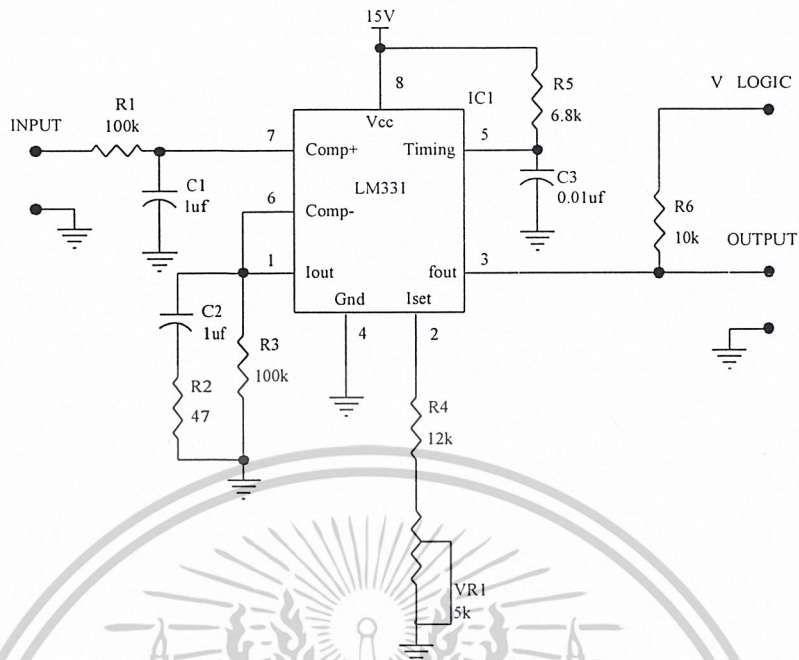 15V
8
IC1
R5
6.8k
V LOGIC
R1
100k
INPUT
7
Vcc
5
Comp+
Timing
LM331
C1
1uf
6
Comp-
C3
0.01uf
R6
10k
OUTPUT
1
Iout
fout
3
Gnd
Iset
C2
1uf
4
2
R3
100k
R2
47
R4
12k
VR1
5k